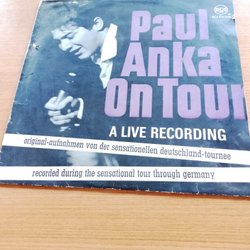 Paul
Anka
On Tour
A LIVE RECORDING
original-aufnahmen von der sensationellen deutschland-tournee
recorded during the sensational tour through germany